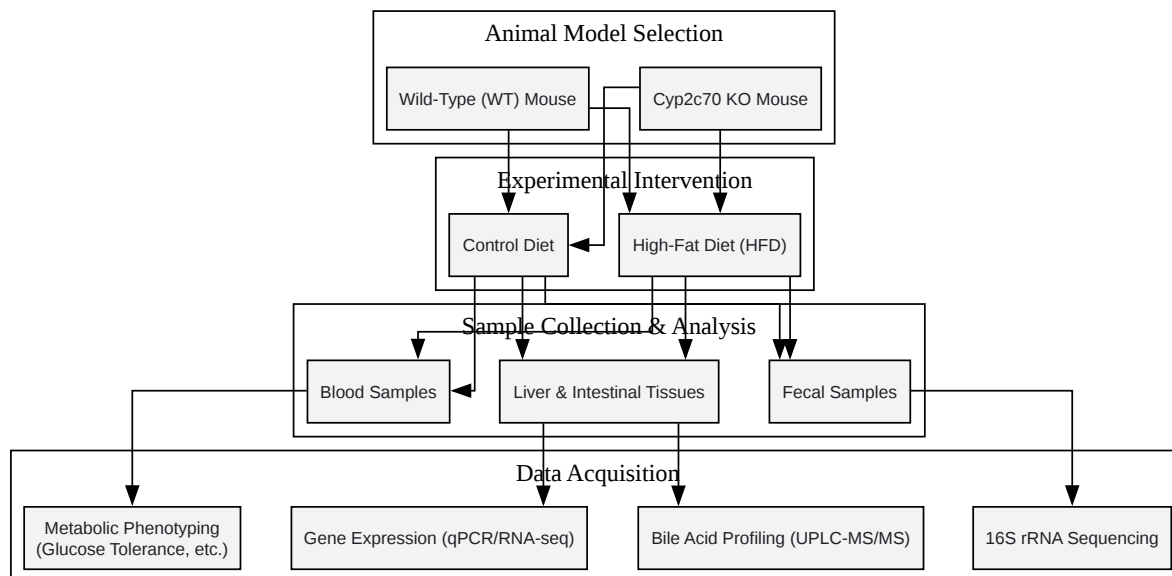 Animal Model Selection
Wild-Type (WT) Mouse
Cyp2c70 KO Mouse
Experimental Intervention
Control Diet
High-Fat Diet (HFD)
Sample Collection & Analysis
Blood Samples
Liver & Intestinal Tissues
Fecal Samples
Data Acquisition
Metabolic Phenotyping
(Glucose Tolerance, etc.)
Gene Expression (qPCR/RNA-seq)
Bile Acid Profiling (UPLC-MS/MS)
16S rRNA Sequencing